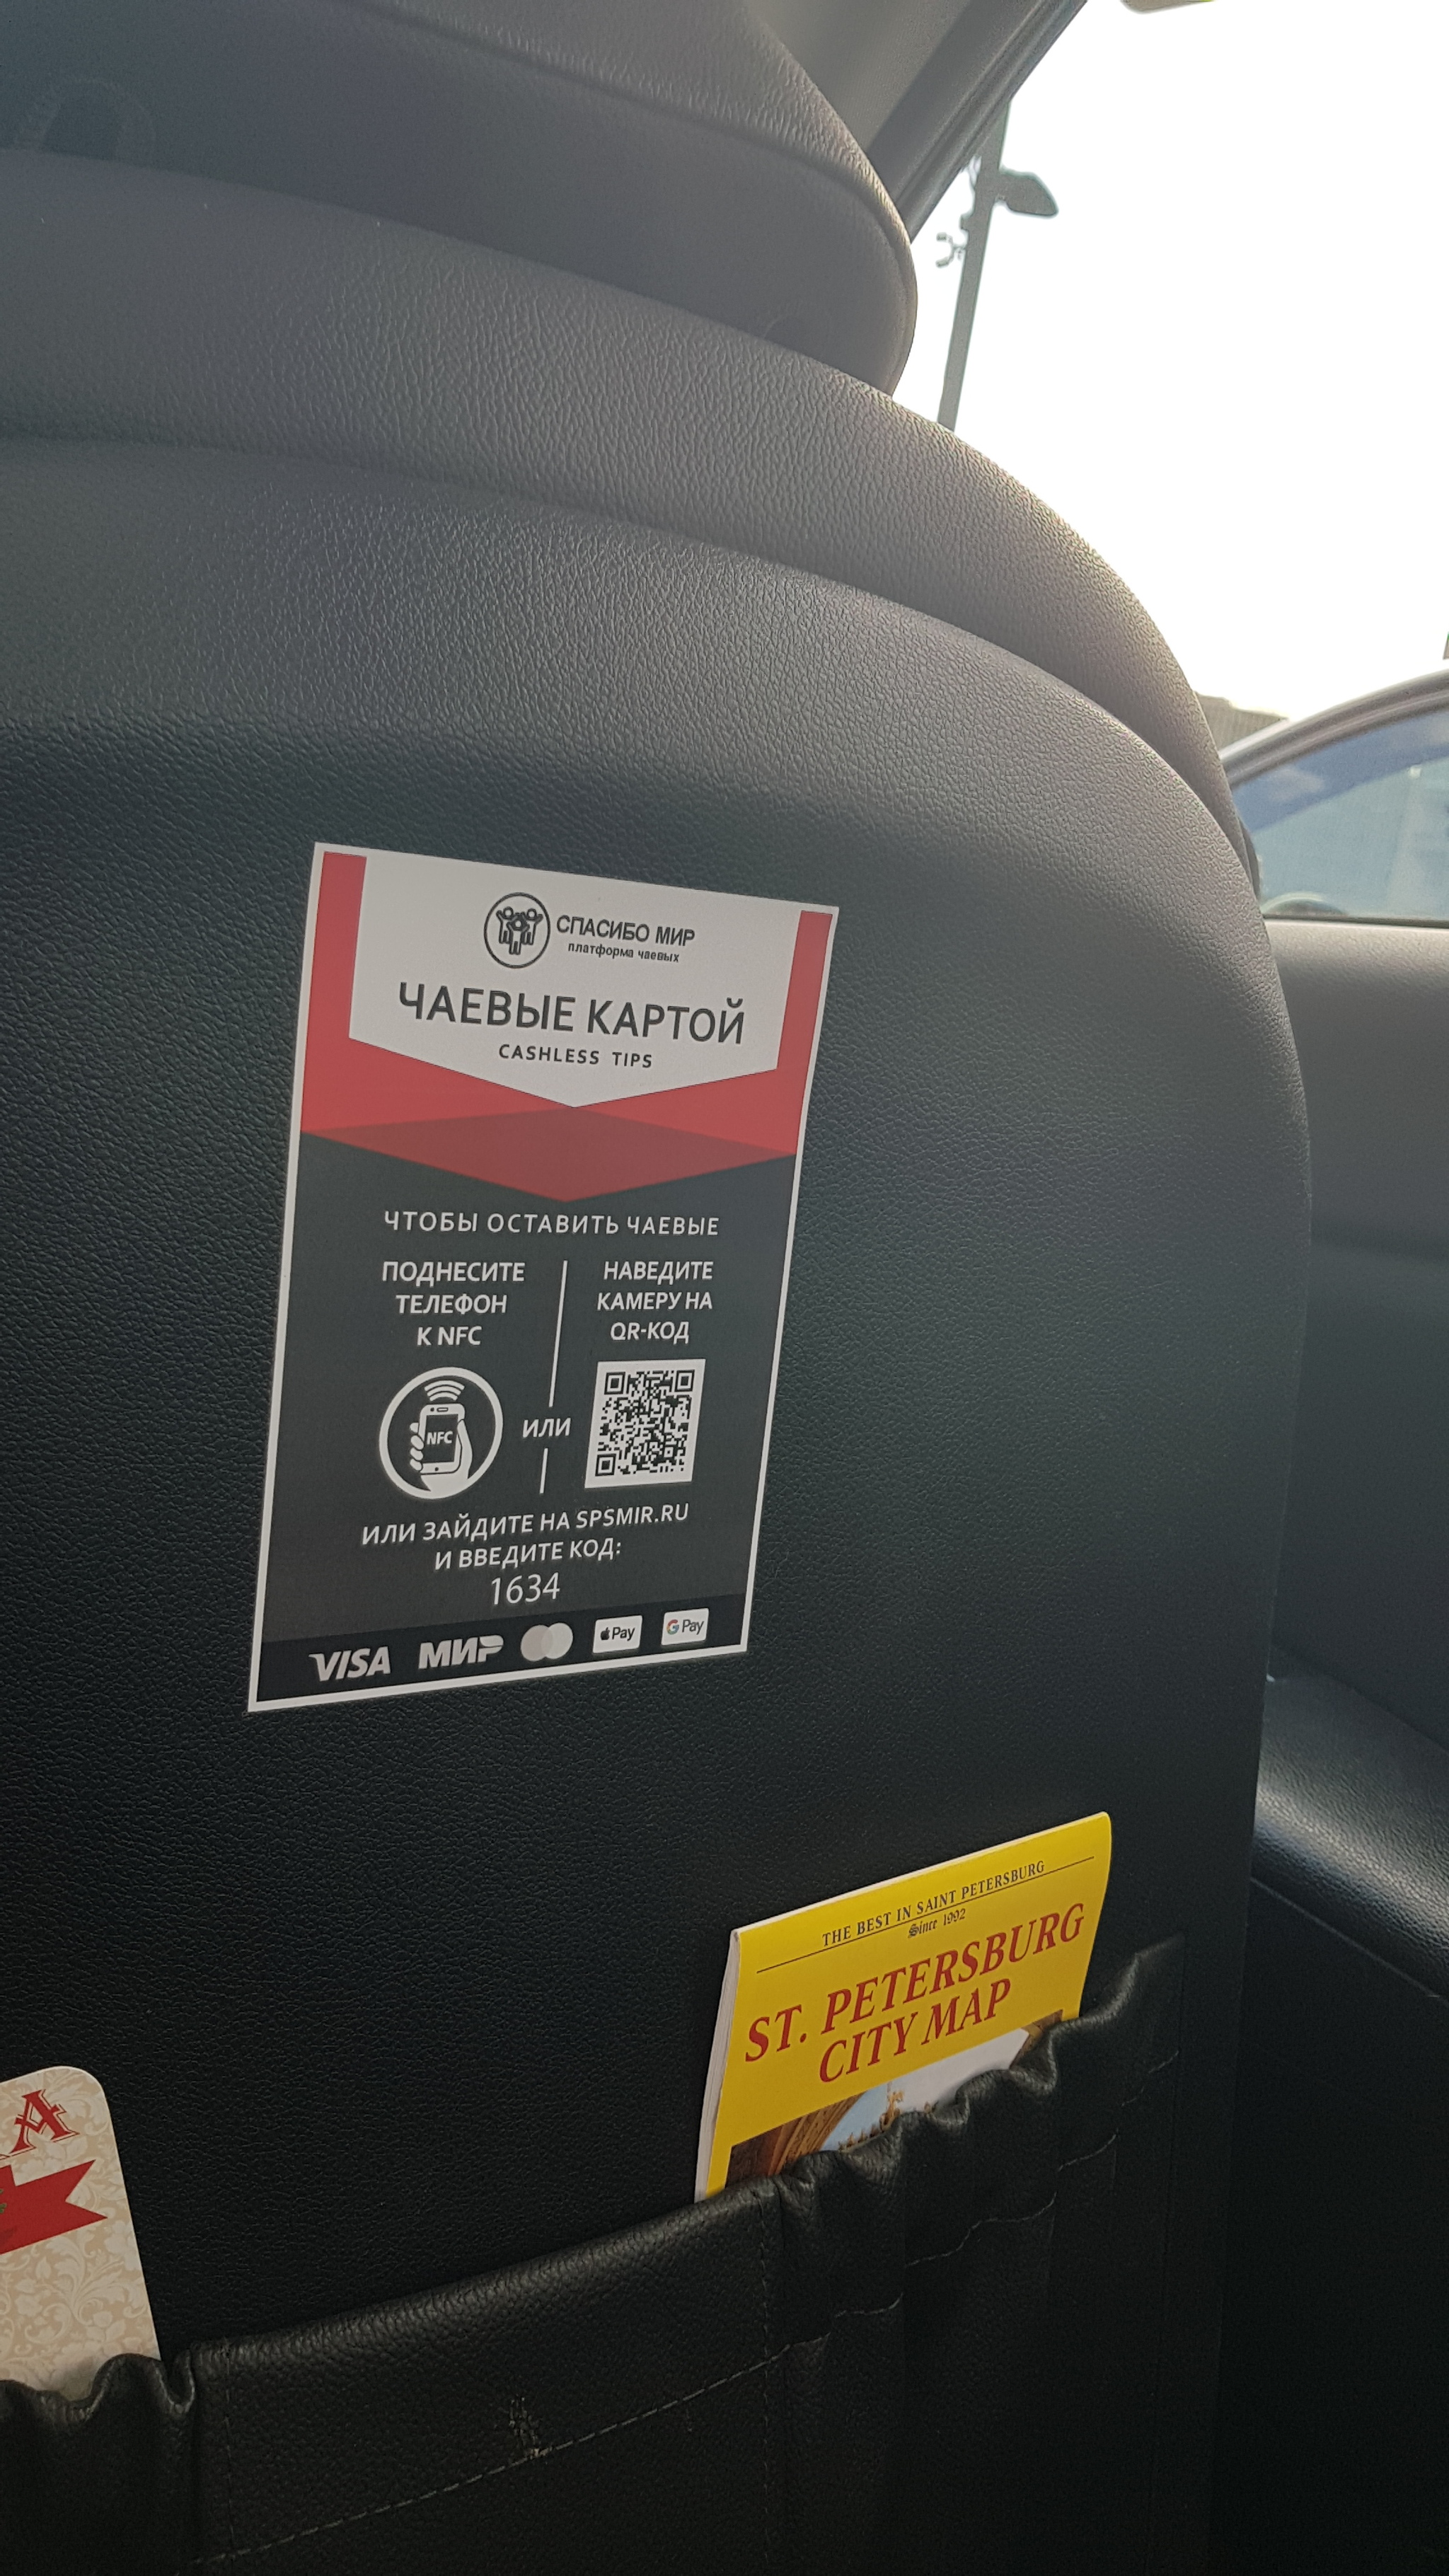 СПАСИБО МИР
платформа чаевых
ЧАЕВЫЕ КАРТОЙ
CASHLESS TIPS
ЧТОБЫ ОСТАВИТЬ ЧАЕВЫЕ
ПОДНЕСИТЕ
ТЕЛЕФОН
К NFC
NFC
ИЛИ
НАВЕДИТЕ
КАМЕРУ НА
QR-КОД
ИЛИ ЗАЙДИТЕ НА SPSMIR.RU
И ВВЕДИТЕ КОД:
1634
VISA МИР Pay G Pay
THE BEST IN SAINT PETERSBURG
Since 1992
ST. PETERSBURG
CITY MAP
А